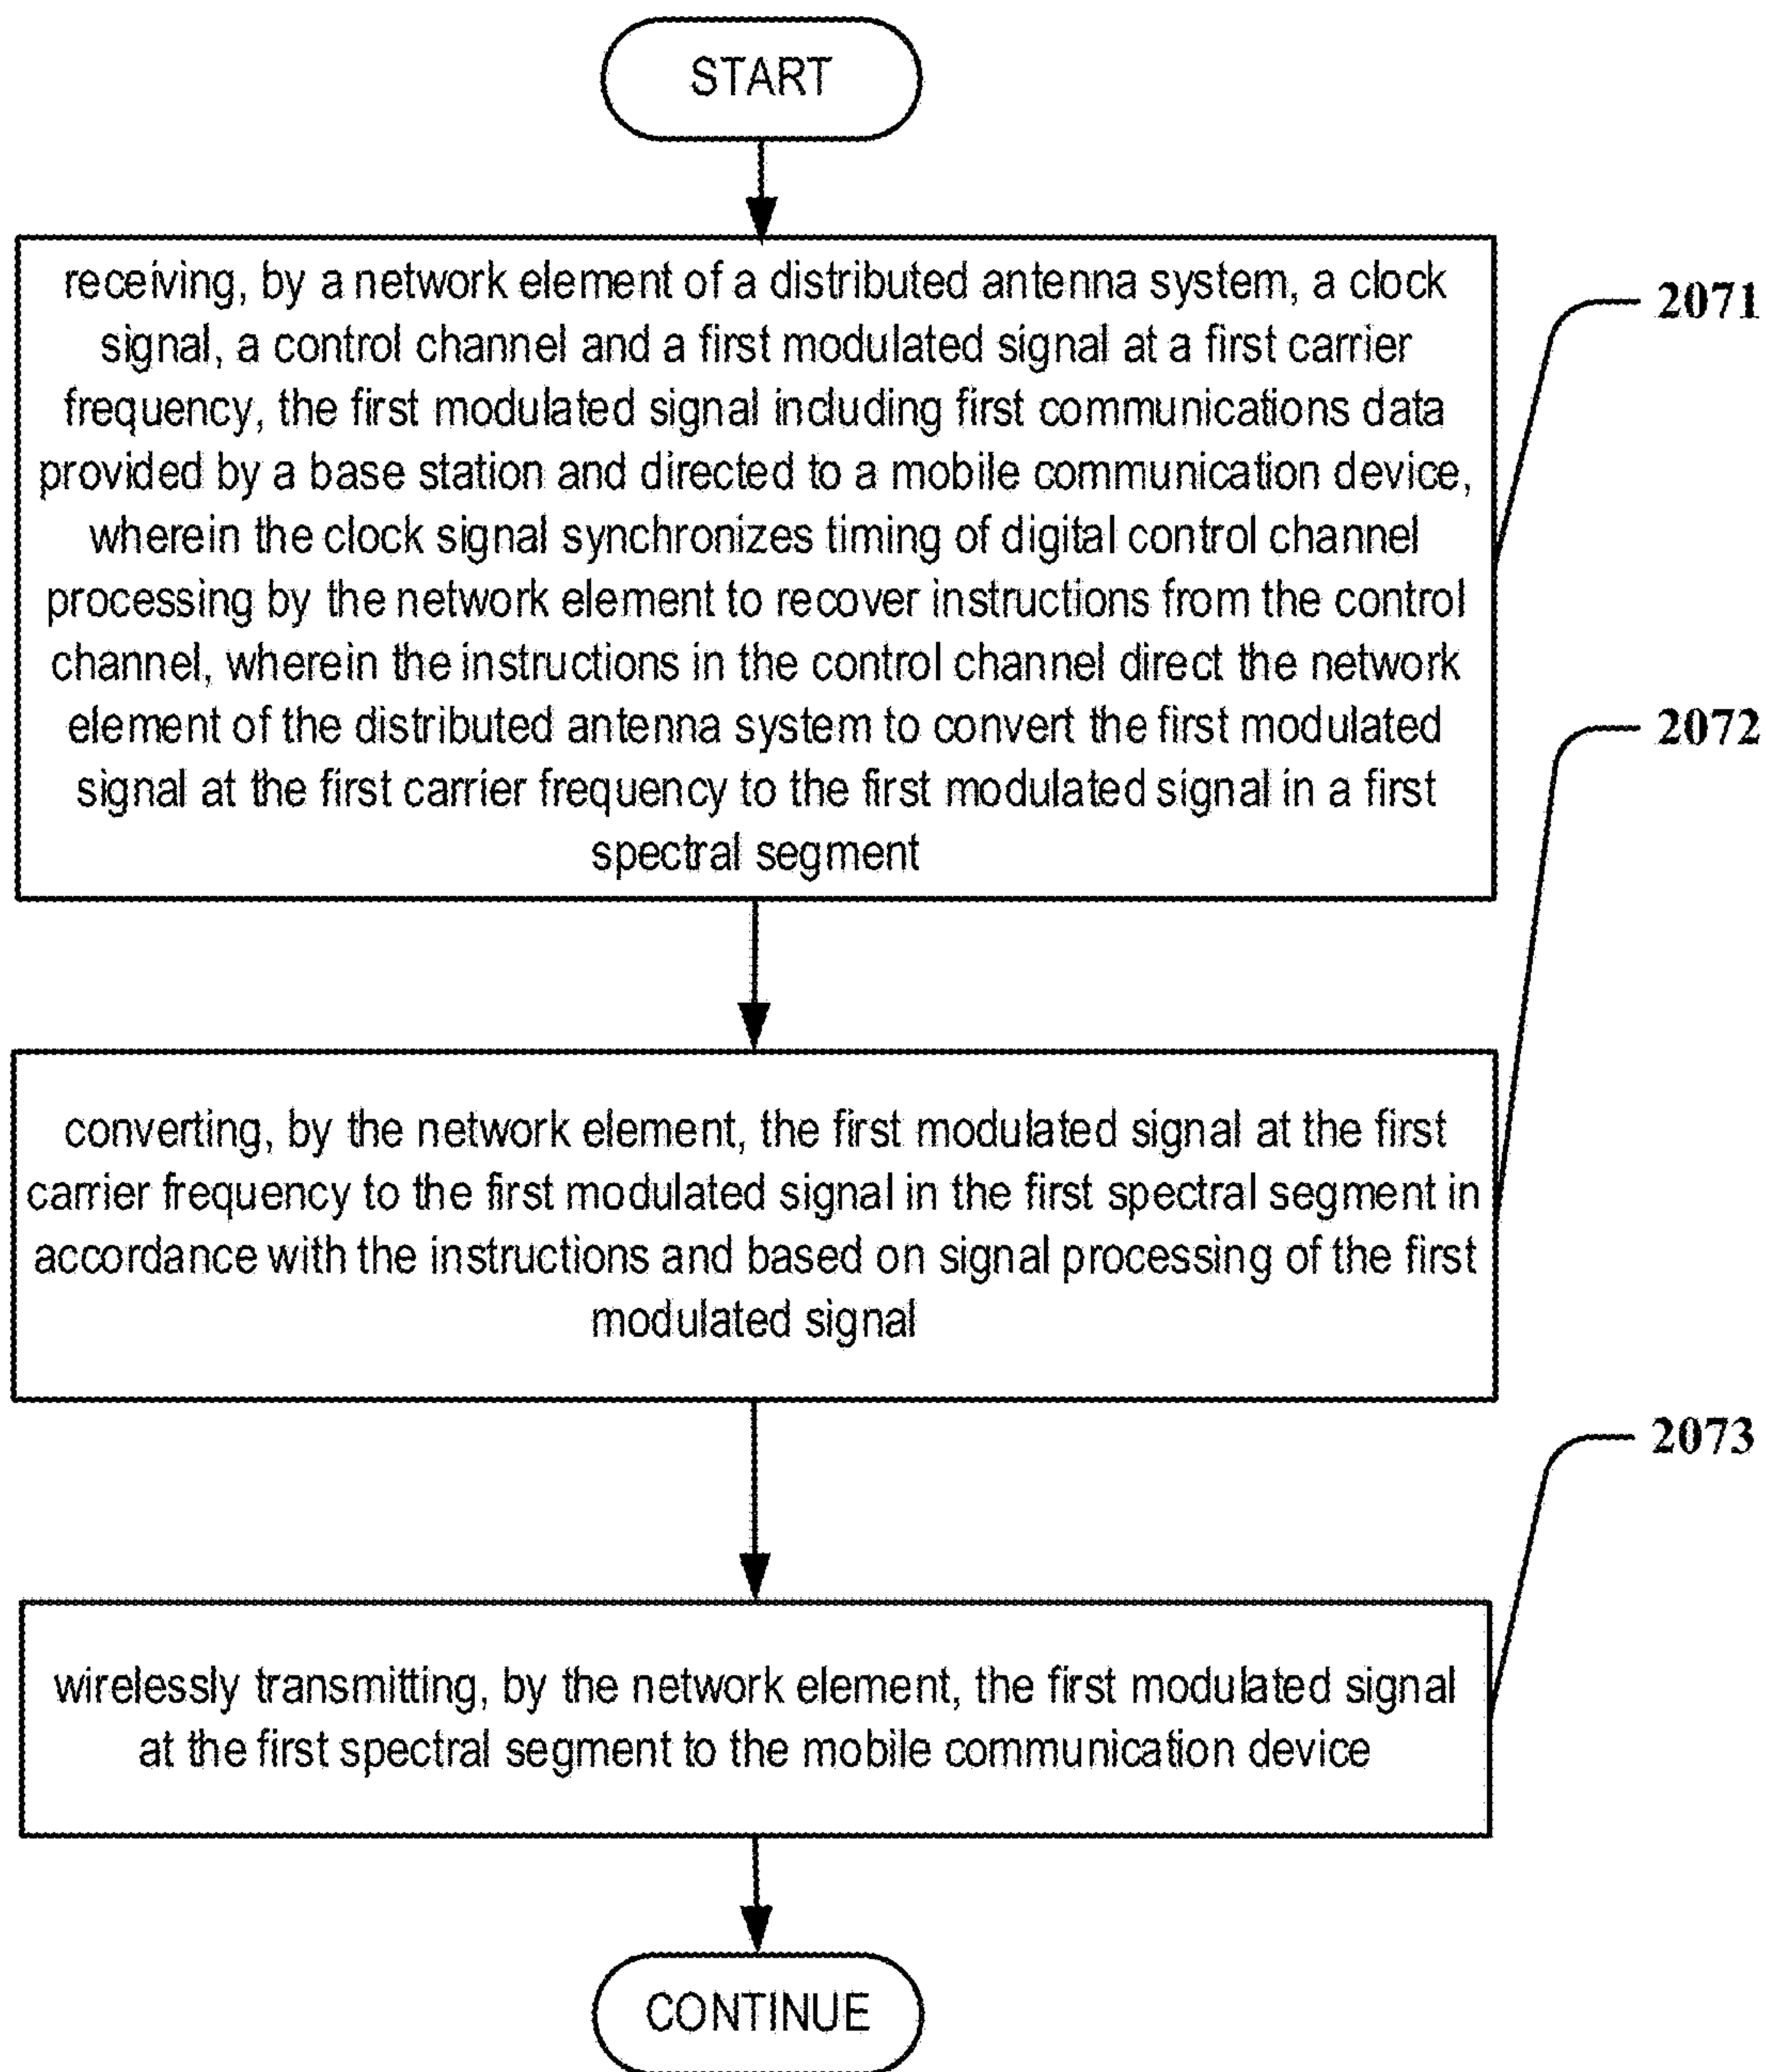 START
receiving, by a network element of a distributed antenna system, a clock
signal, a control channel and a first modulated signal at a first carrier
frequency, the first modulated signal including first communications data
provided by a base station and directed to a mobile communication device,
wherein the clock signal synchronizes timing of digital control channel
processing by the network element to recover instructions from the control
channel, wherein the instructions in the control channel direct the network
element of the distributed antenna system to convert the first modulated
signal at the first carrier frequency to the first modulated signal in a first
spectral segment
2071
converting, by the network element, the first modulated signal at the first
carrier frequency to the first modulated signal in the first spectral segment in
accordance with the instructions and based on signal processing of the first
modulated signal
2072
wirelessly transmitting, by the network element, the first modulated signal
at the first spectral segment to the mobile communication device
2073
CONTINUE